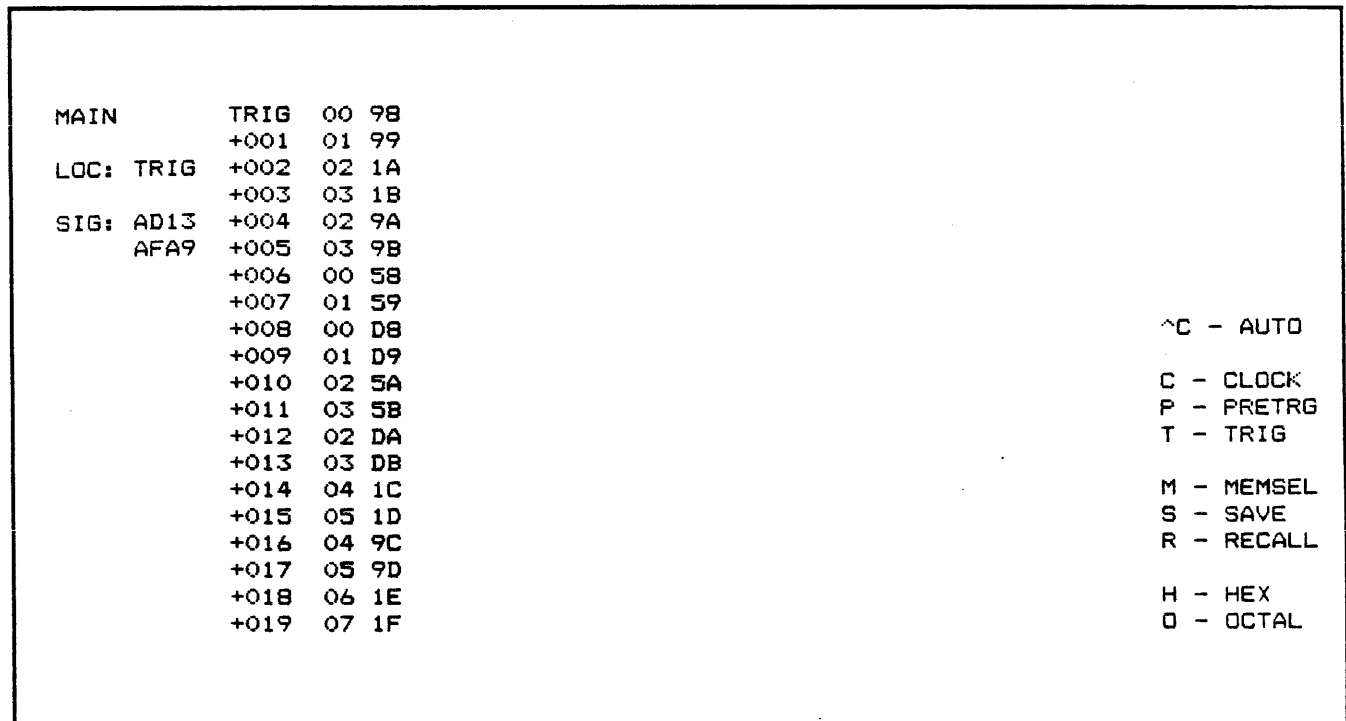 MAIN TRIG 00 98
+001 01 99
LOC: TRIG +002 02 1A
+003 03 1B
SIG: AD13 +004 02 9A
AFA9 +005 03 9B
+006 00 58
+007 01 59
+008 00 D8 ^C - AUTO
+009 01 D9
+010 02 5A C - CLOCK
+011 03 5B P - PRETRG
+012 02 DA T - TRIG
+013 03 DB
+014 04 1C M - MEMSEL
+015 05 1D S - SAVE
+016 04 9C R - RECALL
+017 05 9D
+018 06 1E H - HEX
+019 07 1F O - OCTAL